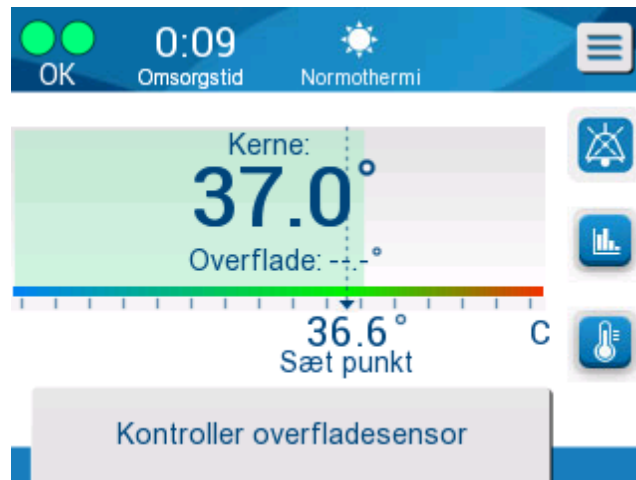 OK
0:09
Omsorgstid
Normothermi
Kerne:
37.0°
Overflade: --.-°
36.6° C
Sæt punkt
Kontroller overfladesensor